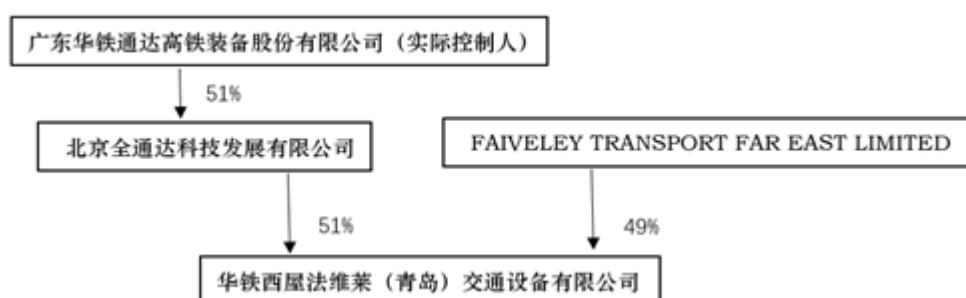 广东华铁通达高铁装备股份有限公司（实际控制人）
51%
北京全通达科技发展有限公司
FAIVELEY TRANSPORT FAR EAST LIMITED
51%
49%
华铁西屋法维莱（青岛）交通设备有限公司